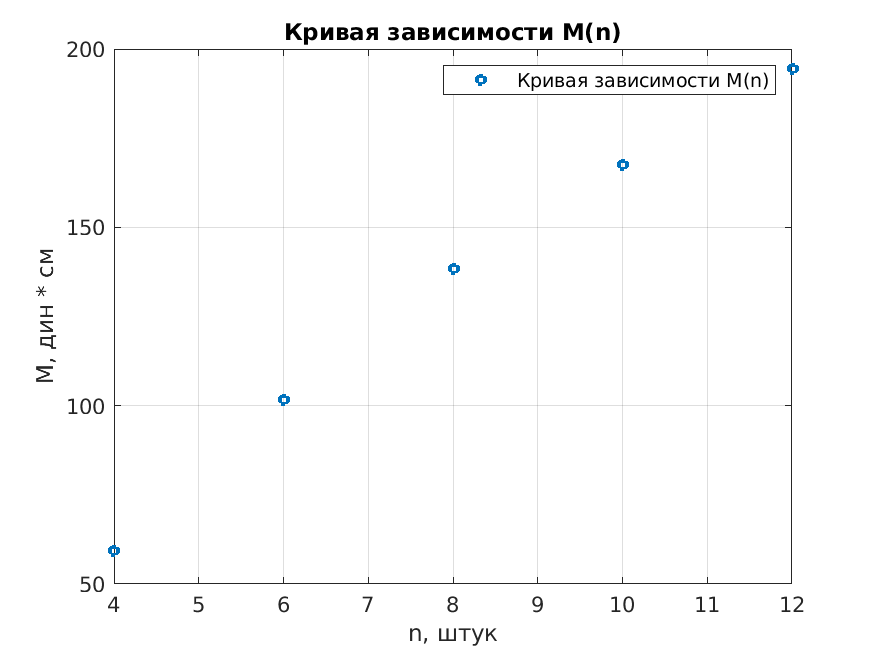 Кривая зависимости M(n)
200
Кривая зависимости M(n)
150
M, дин * см
100
50
4 5 6 7 8 9 10 11 12
n, штук